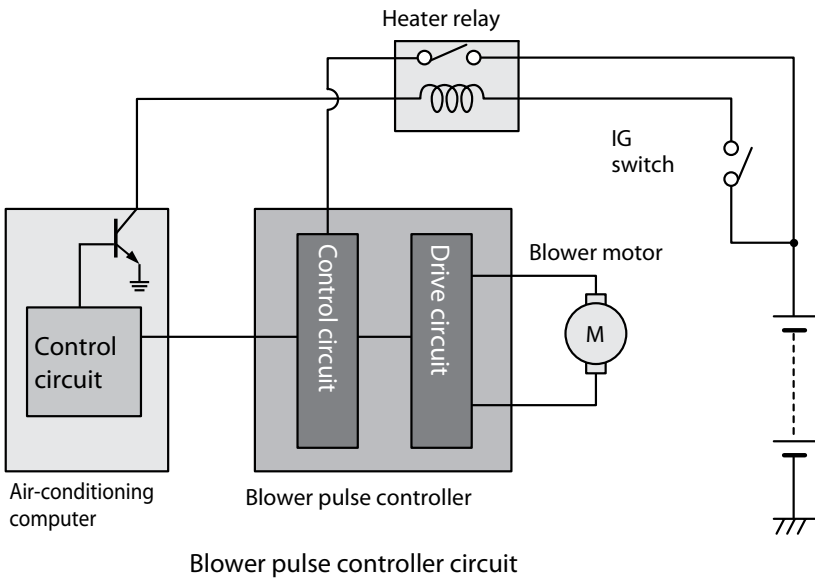 Heater relay
IG
switch
Control circuit
Drive circuit
Blower motor
M
Control
circuit
Air-conditioning
computer
Blower pulse controller
Blower pulse controller circuit